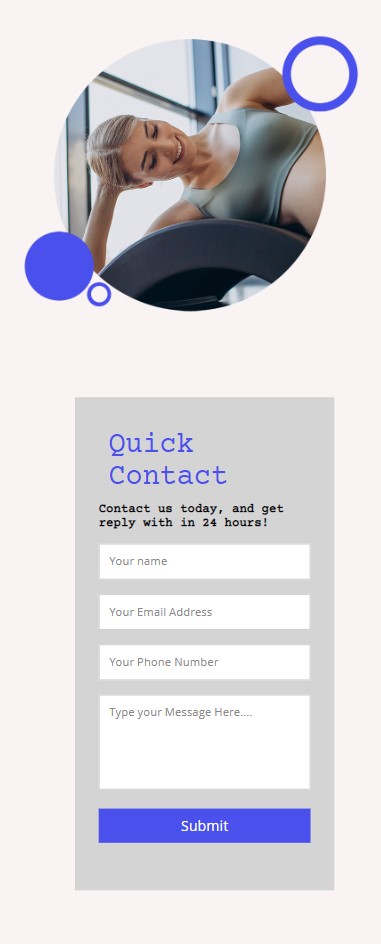 Quick
Contact
Contact us today, and get
reply with in 24 hours!
Your name
Your Email Address
Your Phone Number
Type your Message Here....
Submit